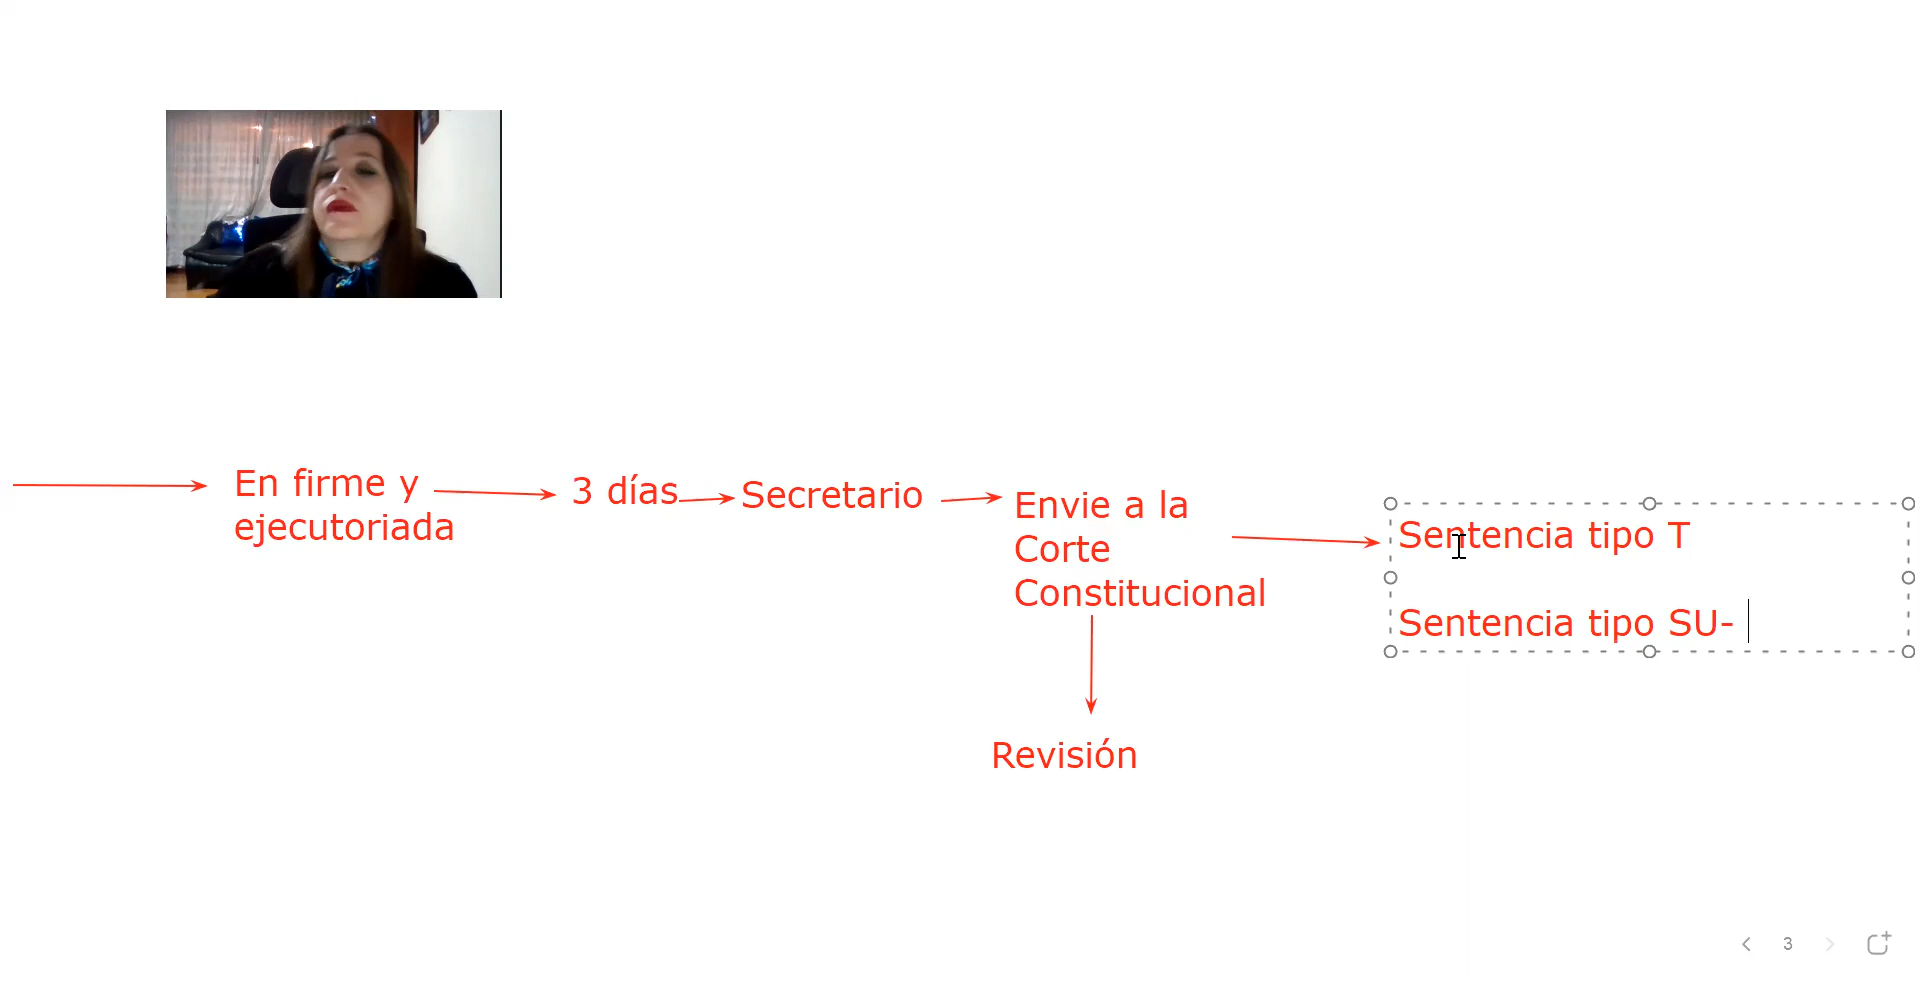 En firme y
ejecutoriada
3 días
Secretario
Envie a la
Corte
Constitucional
Sentencia tipo T
Sentencia tipo SU-
Revisión
3